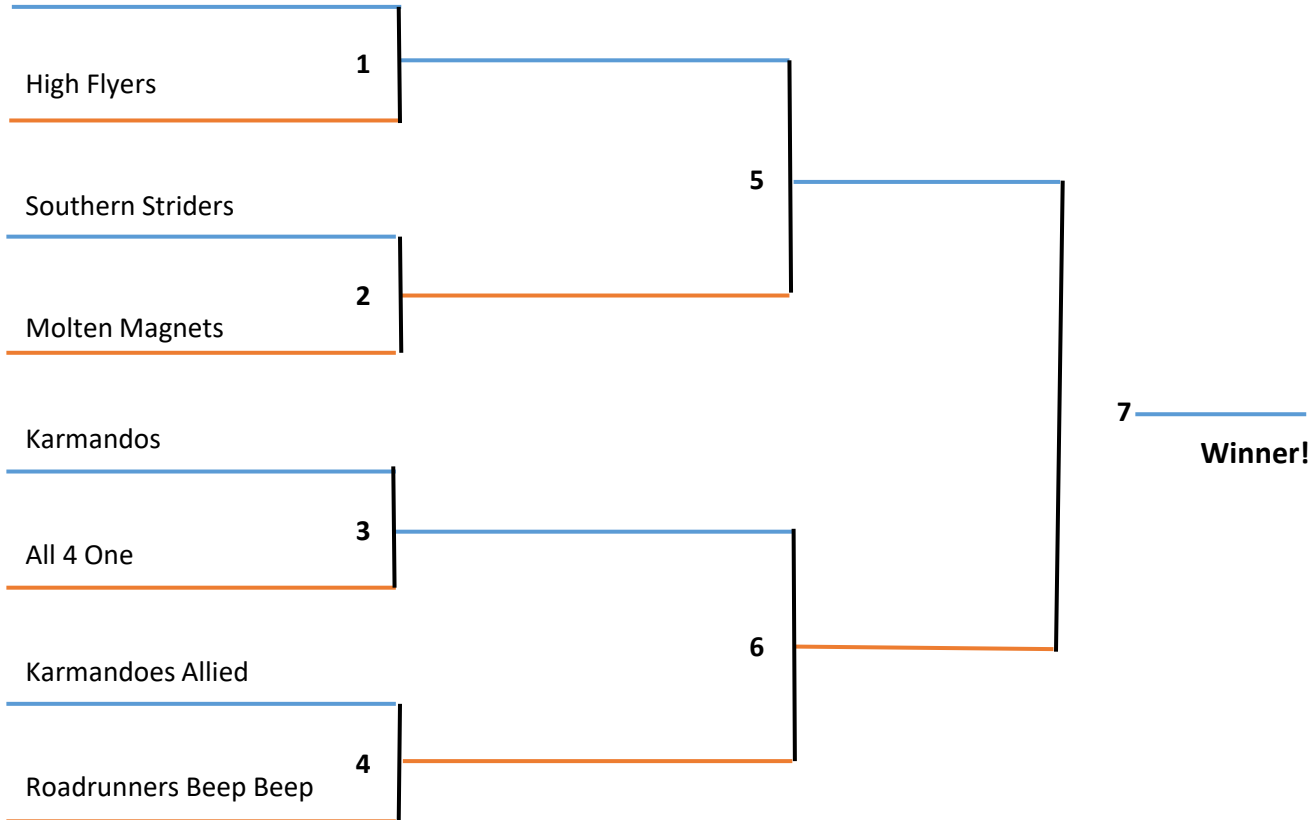 1
High Flyers
5
Southern Striders
2
Molten Magnets
7
Karmandos
Winner!
3
All 4 One
6
Karmandoes Allied
4
Roadrunners Beep Beep